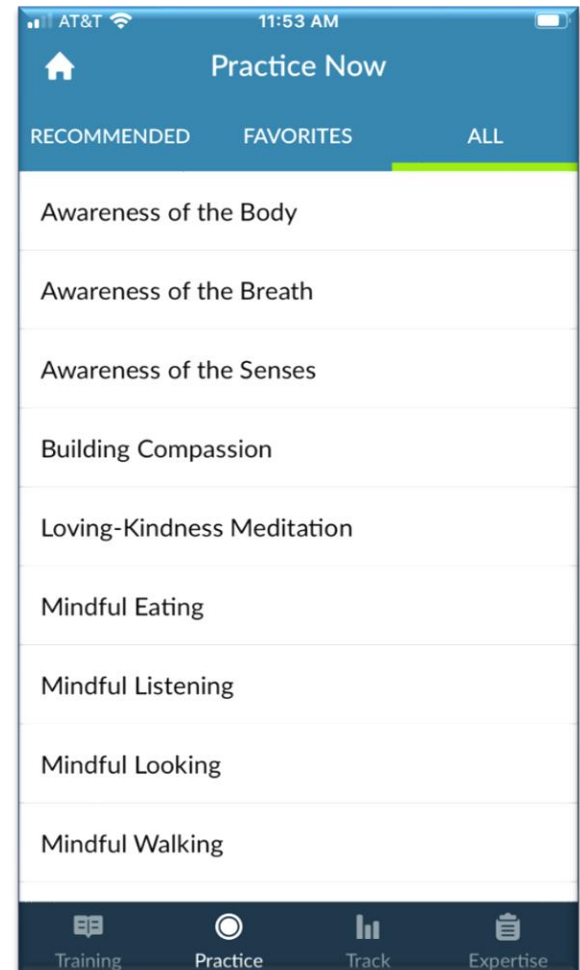 AT&T 11:53 AM
Practice Now
RECOMMENDED FAVORITES ALL
Awareness of the Body
Awareness of the Breath
Awareness of the Senses
Building Compassion
Loving-Kindness Meditation
Mindful Eating
Mindful Listening
Mindful Looking
Mindful Walking
Training Practice Track Expertise